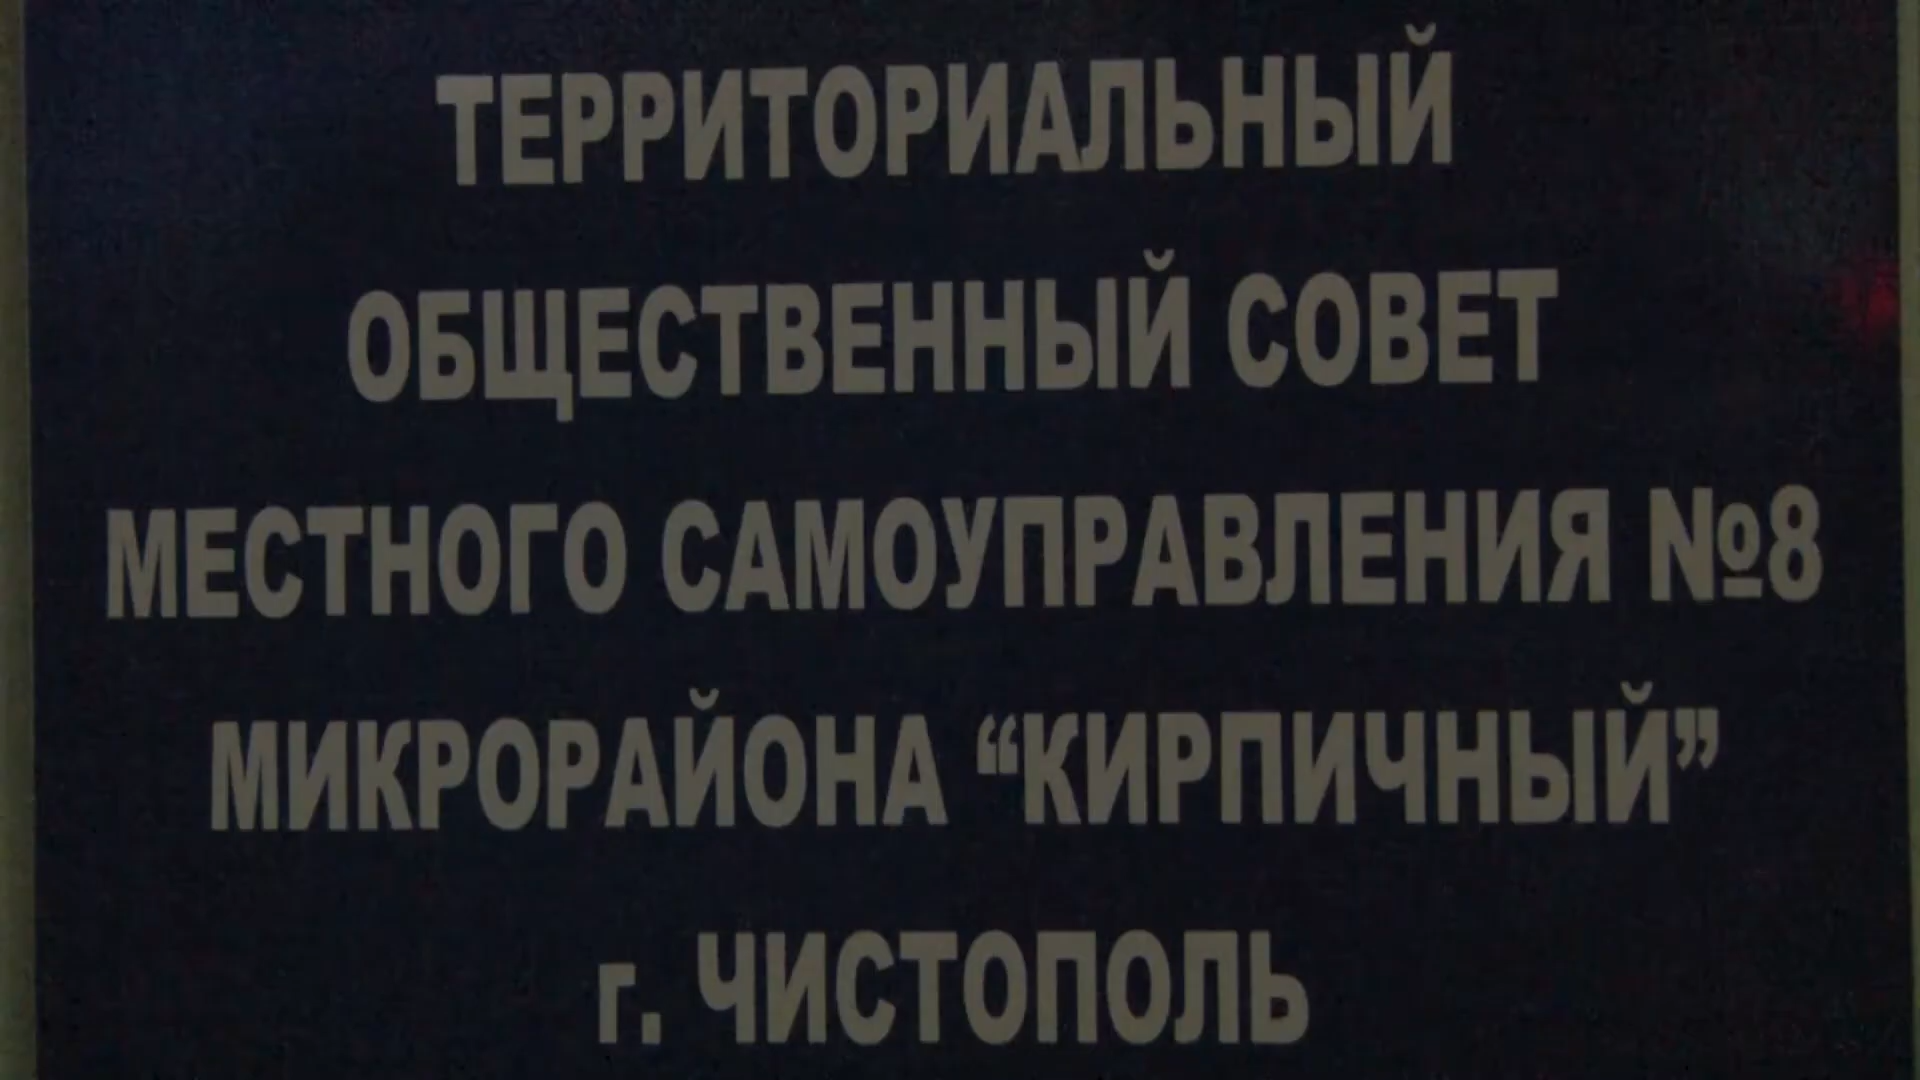 ТЕРРИТОРИАЛЬНЫЙ
ОБЩЕСТВЕННЫЙ СОВЕТ
МЕСТНОГО САМОУПРАВЛЕНИЯ №8
МИКРОРАЙОНА “КИРПИЧНЫЙ”
г. ЧИСТОПОЛЬ